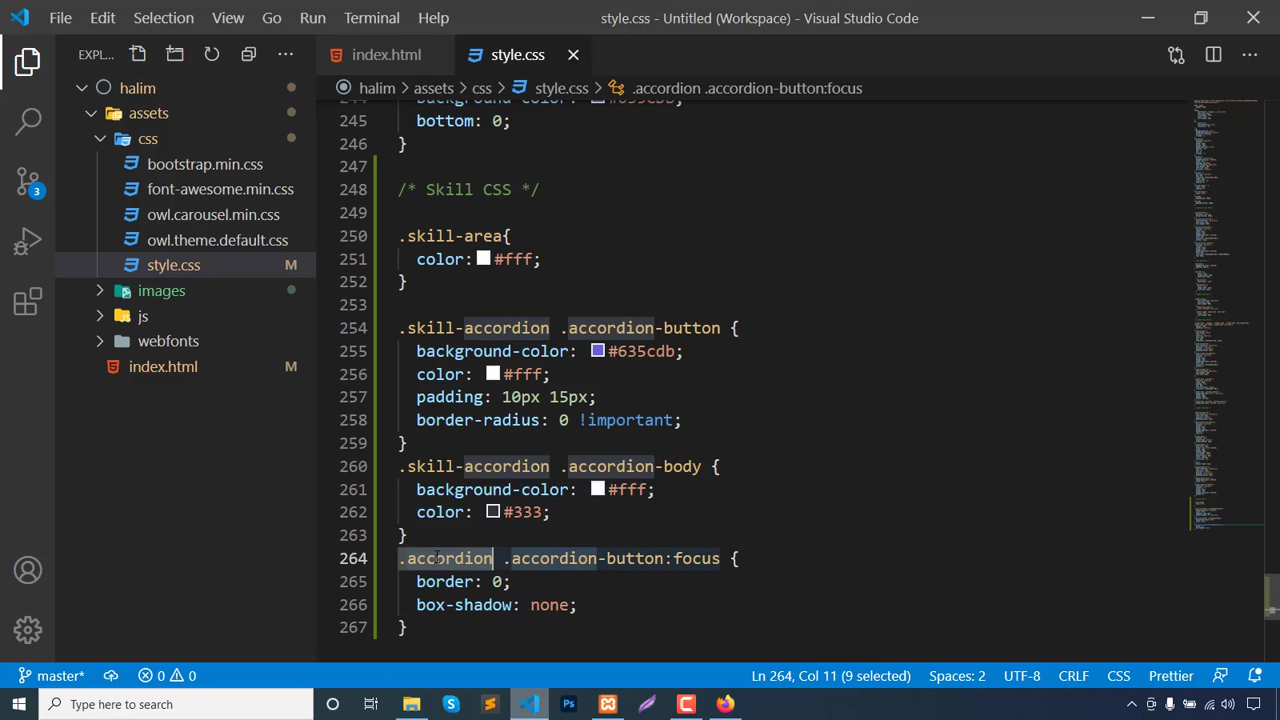 File Edit Selection View Go Run Terminal Help
style.css - Untitled (Workspace) - Visual Studio Code
EXPL...
index.html
style.css
halim > assets > css > style.css > .accordion .accordion-button:focus
halim
assets
css
bootstrap.min.css
font-awesome.min.css
owl.carousel.min.css
owl.theme.default.css
style.css M
images
js
webfonts
index.html M
3
244 background-color: #635cdb;
245 bottom: 0;
246 }
247
248 /* Skill CSS */
249
250 .skill-area{
251 color: #fff;
252 }
253
254 .skill-accordion .accordion-button {
255 background-color: #635cdb;
256 color: #fff;
257 padding: 10px 15px;
258 border-radius: 0 !important;
259 }
260 .skill-accordion .accordion-body {
261 background-color: #fff;
262 color: #333;
263 }
264 .accordion .accordion-button:focus {
265 border: 0;
266 box-shadow: none;
267 }
master* 0 0 Ln 264, Col 11 (9 selected) Spaces: 2 UTF-8 CRLF CSS Prettier
Type here to search